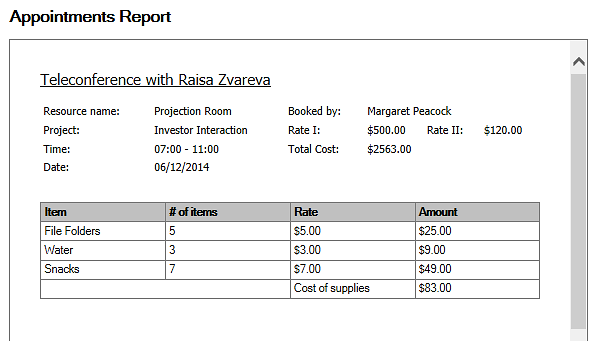 Appointments Report
Teleconference with Raisa Zvareva
Resource name: Projection Room Booked by: Margaret Peacock
Project: Investor Interaction Rate I: $500.00 Rate II: $120.00
Time: 07:00 - 11:00 Total Cost: $2563.00
Date: 06/12/2014
Item # of items Rate Amount
File Folders 5 $5.00 $25.00
Water 3 $3.00 $9.00
Snacks 7 $7.00 $49.00
Cost of supplies $83.00